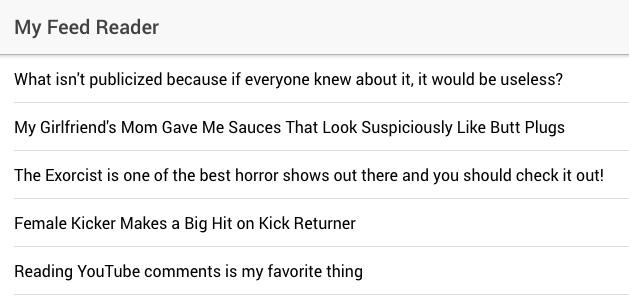 My Feed Reader
What isn't publicized because if everyone knew about it, it would be useless?
My Girlfriend's Mom Gave Me Sauces That Look Suspiciously Like Butt Plugs
The Exorcist is one of the best horror shows out there and you should check it out!
Female Kicker Makes a Big Hit on Kick Returner
Reading YouTube comments is my favorite thing